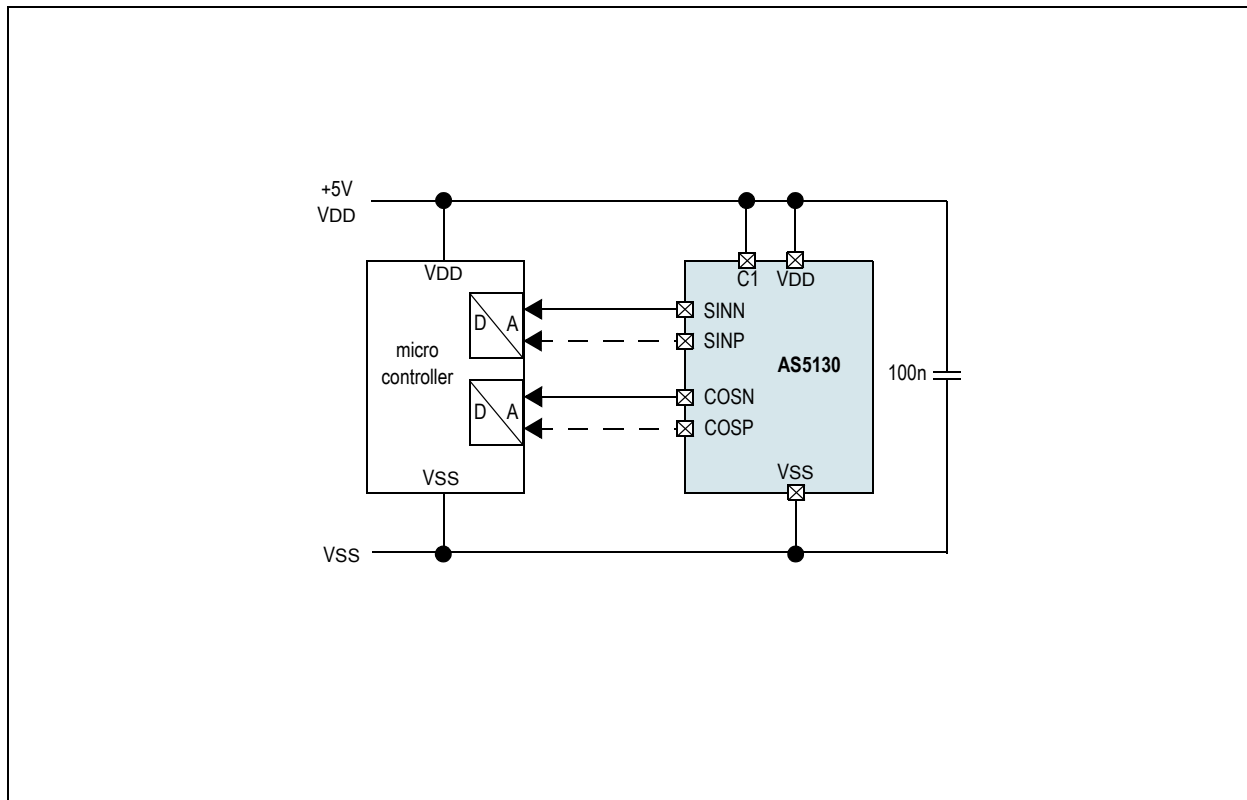 +5V
VDD
VDD
C1 VDD
D A
SINN
SINP
micro
controller
AS5130
100n
D A
COSN
COSP
VSS
VSS
VSS